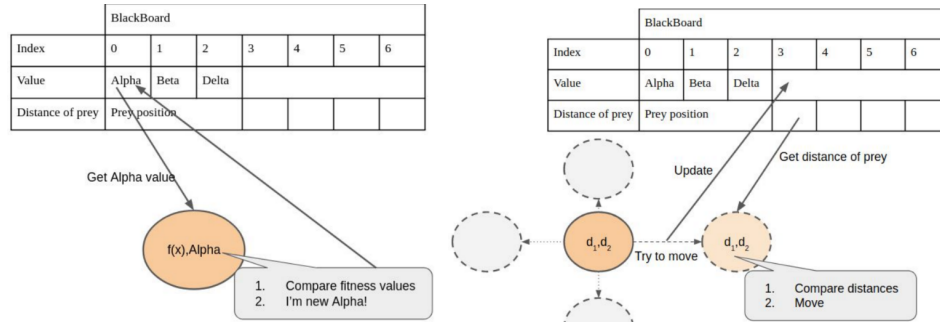 BlackBoard
Index 0 1 2 3 4 5 6
Value Alpha Beta Delta
Distance of prey Prey position
Get Alpha value
f(x),Alpha
1. Compare fitness values
2. I'm new Alpha!
BlackBoard
Index 0 1 2 3 4 5 6
Value Alpha Beta Delta
Distance of prey Prey position
Update
Get distance of prey
d₁,d₂
Try to move
d₁,d₂
1. Compare distances
2. Move